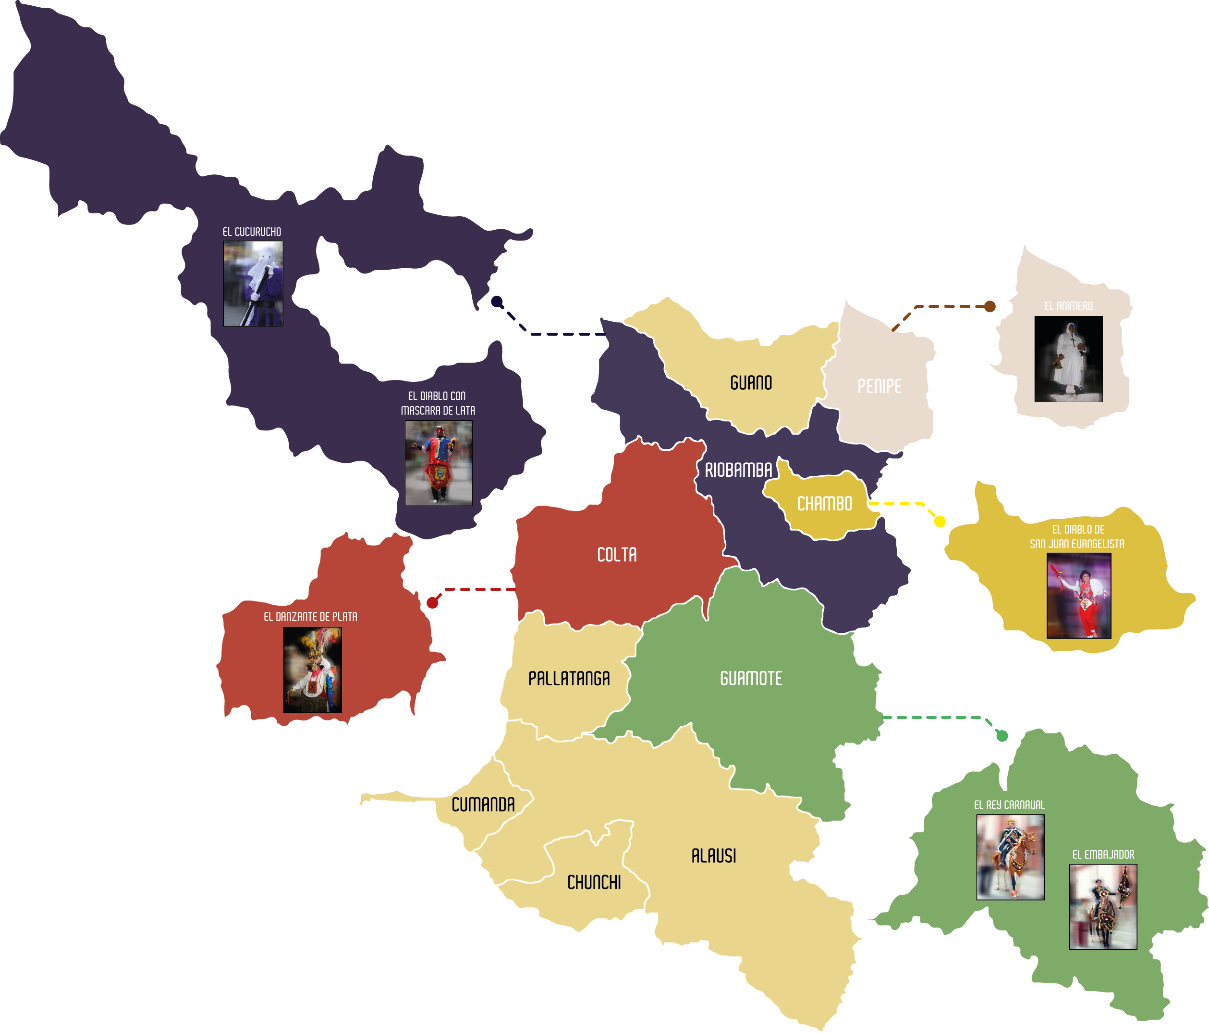 EL CUCURUCHO
EL DIABLO CON
MASCARA DE LATA
GUANO
PENIPE
EL ANIMERO
RIOBAMBA
CHAMBO
COLTA
EL DIABLO DE
SAN JUAN EVANGELISTA
EL DANZANTE DE PLATA
PALLATANGA
GUAMOTE
CUMANDA
ALAUSI
CHUNCHI
EL REY CARNAVAL
EL EMBAJADOR